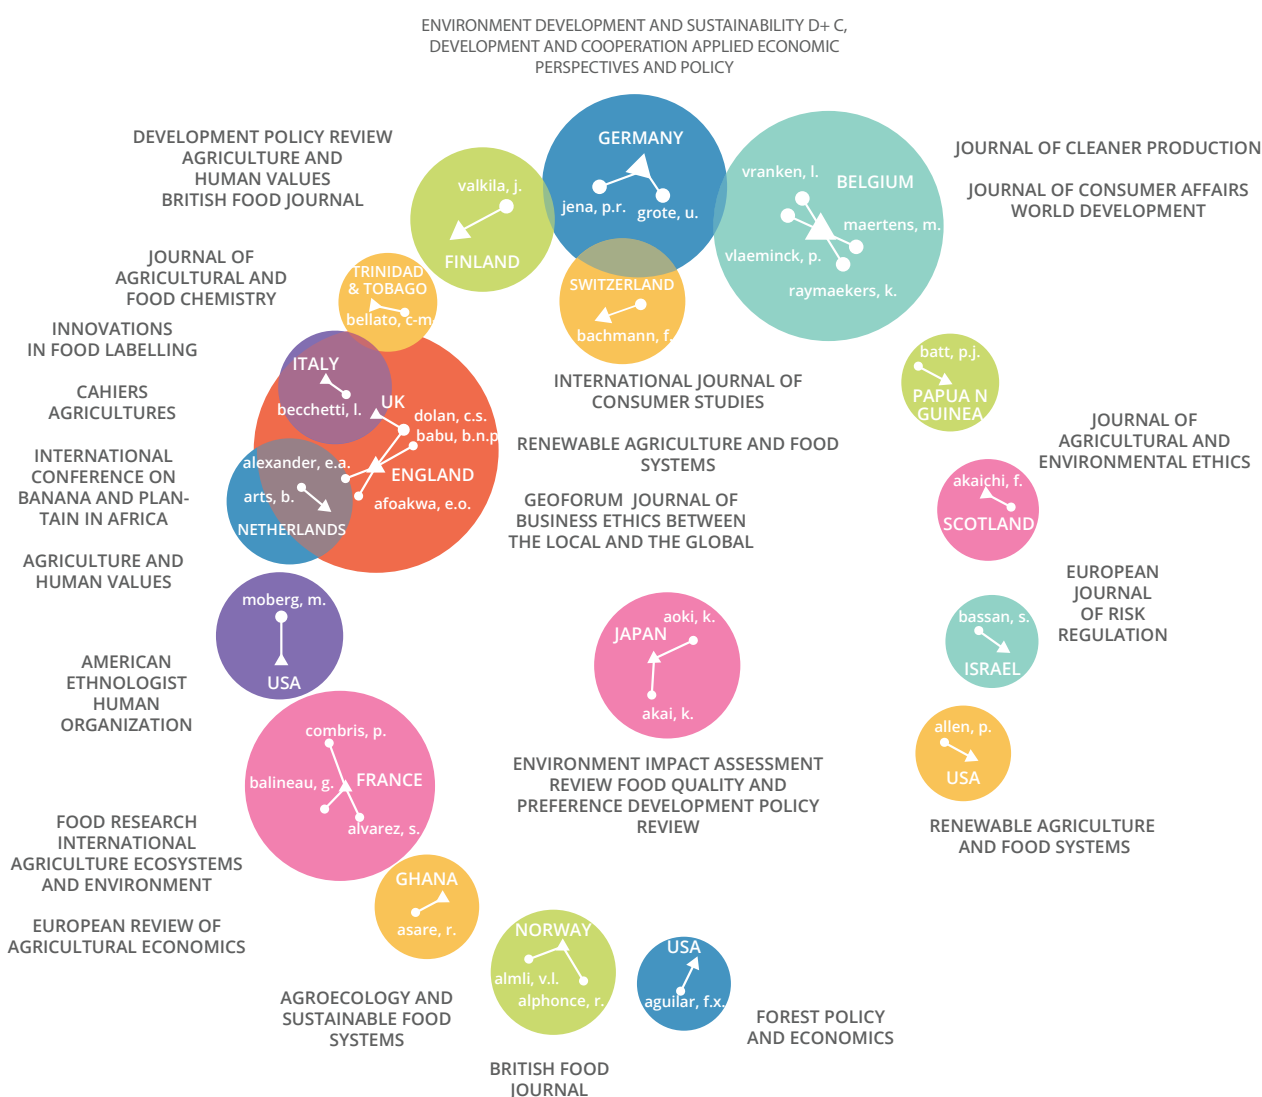 ENVIRONMENT DEVELOPMENT AND SUSTAINABILITY D+ C,
DEVELOPMENT AND COOPERATION APPLIED ECONOMIC
PERSPECTIVES AND POLICY
DEVELOPMENT POLICY REVIEW
AGRICULTURE AND
HUMAN VALUES
BRITISH FOOD JOURNAL
valkila, j.
FINLAND
GERMANY
jena, p.r.
grote, u.
vranken, l.
BELGIUM
maertens, m.
vlaeminck, p.
raymaekers, k.
JOURNAL OF CLEANER PRODUCTION
JOURNAL OF CONSUMER AFFAIRS
WORLD DEVELOPMENT
JOURNAL OF
AGRICULTURAL AND
FOOD CHEMISTRY
TRINIDAD
& TOBAGO
bellato, c-m
SWITZERLAND
bachmann, f.
INNOVATIONS
IN FOOD LABELLING
ITALY
becchetti, l.
UK
dolan, c.s.
babu, b.n.p
alexander, e.a.
ENGLAND
afoakwa, e.o.
arts, b.
NETHERLANDS
CAHIERS
AGRICULTURES
INTERNATIONAL
CONFERENCE ON
BANANA AND PLAN-
TAIN IN AFRICA
AGRICULTURE AND
HUMAN VALUES
INTERNATIONAL JOURNAL OF
CONSUMER STUDIES
RENEWABLE AGRICULTURE AND FOOD
SYSTEMS
GEOFORUM JOURNAL OF
BUSINESS ETHICS BETWEEN
THE LOCAL AND THE GLOBAL
batt, p.j.
PAPUA N
GUINEA
JOURNAL OF
AGRICULTURAL AND
ENVIRONMENTAL ETHICS
akaichi, f.
SCOTLAND
EUROPEAN
JOURNAL
OF RISK
REGULATION
bassan, s.
ISRAEL
moberg, m.
USA
AMERICAN
ETHNOLOGIST
HUMAN
ORGANIZATION
aoki, k.
JAPAN
akai, k.
ENVIRONMENT IMPACT ASSESSMENT
REVIEW FOOD QUALITY AND
PREFERENCE DEVELOPMENT POLICY
REVIEW
allen, p.
USA
RENEWABLE AGRICULTURE
AND FOOD SYSTEMS
combris, p.
balineau, g.
FRANCE
alvarez, s.
FOOD RESEARCH
INTERNATIONAL
AGRICULTURE ECOSYSTEMS
AND ENVIRONMENT
EUROPEAN REVIEW OF
AGRICULTURAL ECONOMICS
GHANA
asare, r.
AGROECOLOGY AND
SUSTAINABLE FOOD
SYSTEMS
NORWAY
almli, v.l.
alphonce, r.
BRITISH FOOD
JOURNAL
USA
aguilar, f.x.
FOREST POLICY
AND ECONOMICS